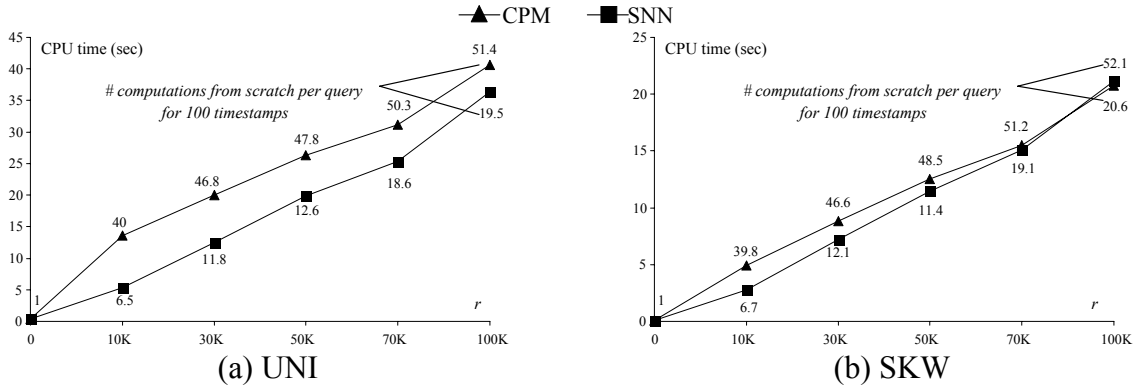 CPM SNN
CPU time (sec)
45
40
35
30
25
20
15
10
5
0
# computations from scratch per query
for 100 timestamps
1
40
46.8
47.8
50.3
51.4
6.5
11.8
12.6
18.6
19.5
r
0 10K 30K 50K 70K 100K
(a) UNI
CPU time (sec)
25
20
15
10
5
0
# computations from scratch per query
for 100 timestamps
1
39.8
46.6
48.5
51.2
52.1
6.7
12.1
11.4
19.1
20.6
r
0 10K 30K 50K 70K 100K
(b) SKW